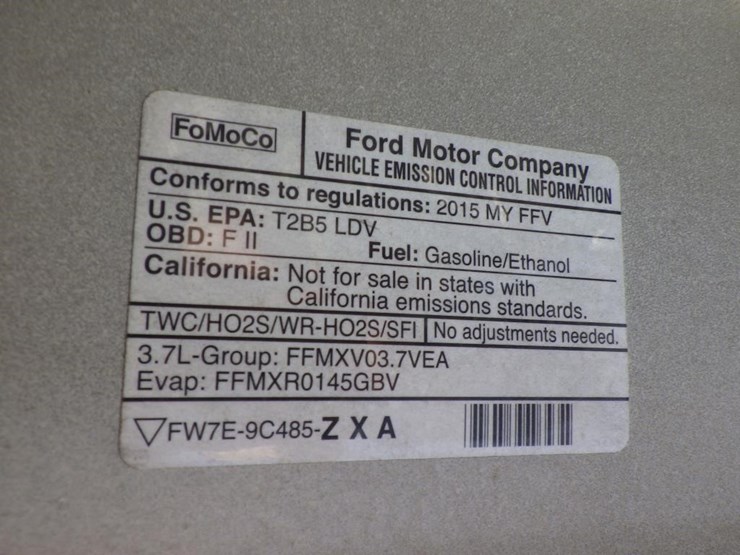 FoMoCo
Ford Motor Company
VEHICLE EMISSION CONTROL INFORMATION
Conforms to regulations: 2015 MY FFV
U.S. EPA: T2B5 LDV
OBD: F II Fuel: Gasoline/Ethanol
California: Not for sale in states with
California emissions standards.
TWC/HO2S/WR-HO2S/SFI No adjustments needed.
3.7L-Group: FFMXV03.7VEA
Evap: FFMXR0145GBV
FW7E-9C485-Z X A